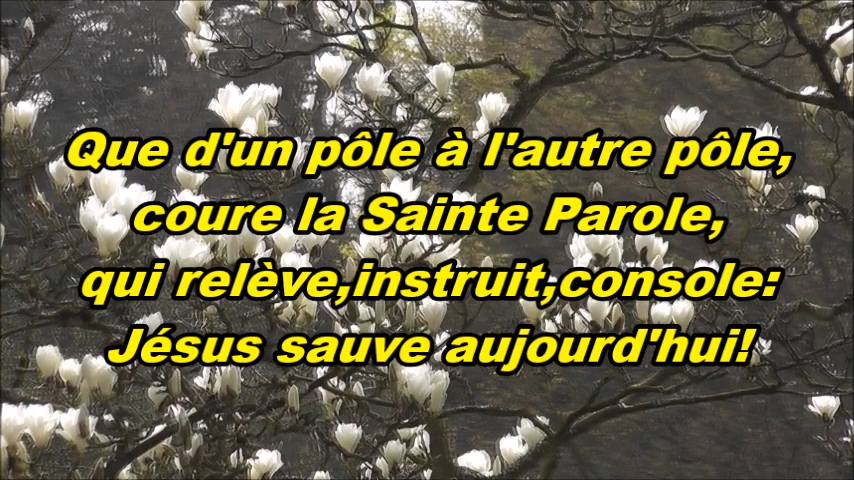 Que d'un pôle à l'autre pôle,
coure la Sainte Parole,
qui relève,instruit,console:
Jésus sauve aujourd'hui!